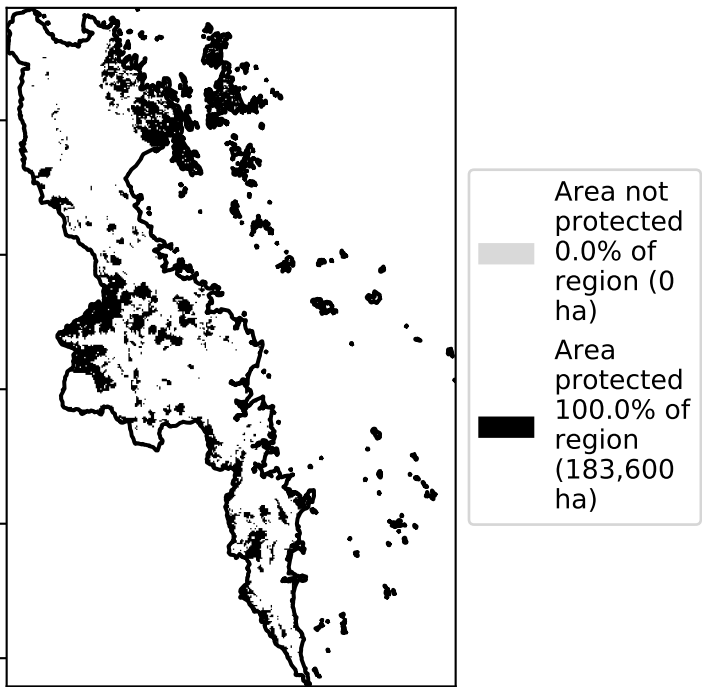 Area not
protected
0.0% of
region (0
ha)
Area
protected
100.0% of
region
(183,600
ha)